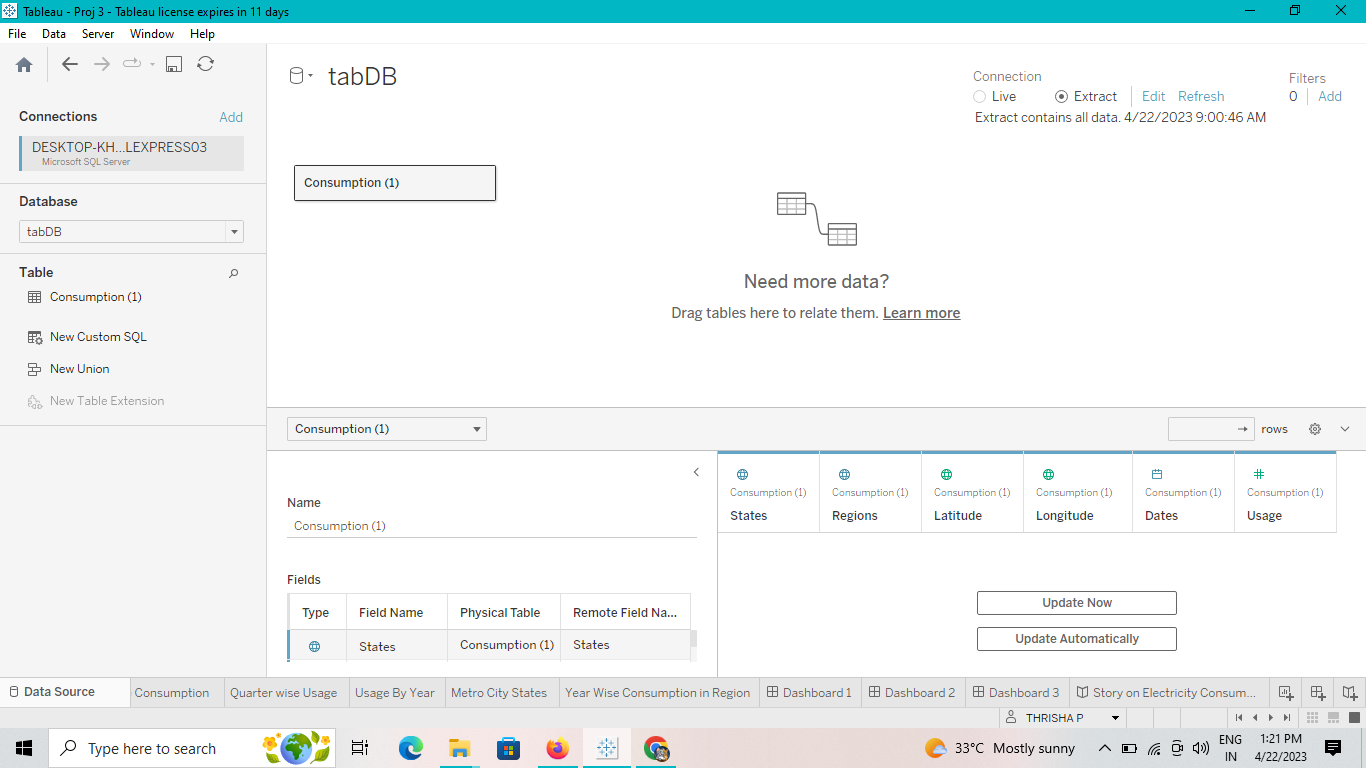 Tableau - Proj 3 - Tableau license expires in 11 days
File Data Server Window Help
Connections Add
DESKTOP-KH...LEXPRESS03
Microsoft SQL Server
Database
tabDB
Table
Consumption (1)
New Custom SQL
New Union
New Table Extension
tabDB
Connection
Live Extract Edit Refresh
Extract contains all data. 4/22/2023 9:00:46 AM
Filters
0 Add
Consumption (1)
Need more data?
Drag tables here to relate them. Learn more
Consumption (1)
rows
Name
Consumption (1)
Fields
Type Field Name Physical Table Remote Field Na...
States Consumption (1) States
Consumption (1) Consumption (1) Consumption (1) Consumption (1) Consumption (1) Consumption (1)
States Regions Latitude Longitude Dates Usage
Update Now
Update Automatically
Data Source Consumption Quarter wise Usage Usage By Year Metro City States Year Wise Consumption in Region Dashboard 1 Dashboard 2 Dashboard 3 Story on Electricity Consum...
THRISHA P
Type here to search
33°C Mostly sunny
ENG
IN
1:21 PM
4/22/2023